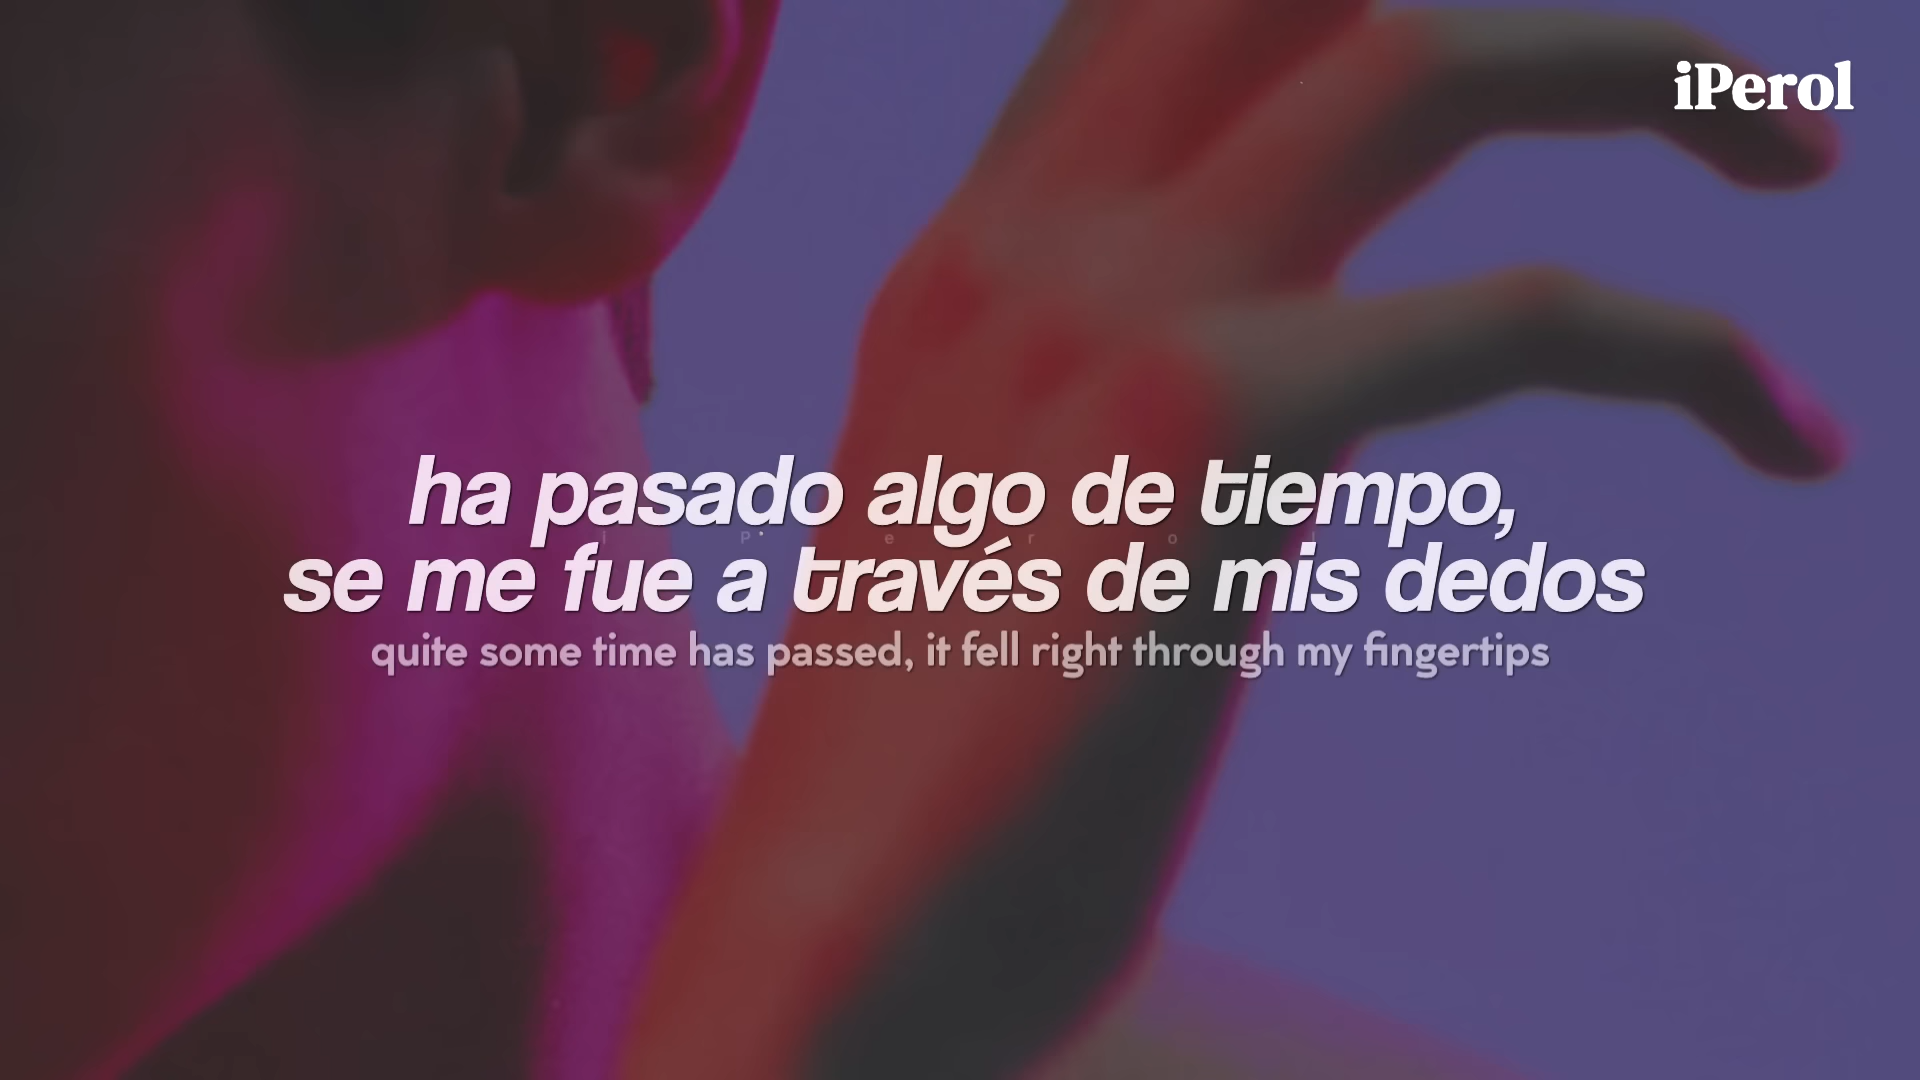 iPerol
ha pasado algo de tiempo,
i P e r o l
se me fue a través de mis dedos
quite some time has passed, it fell right through my fingertips